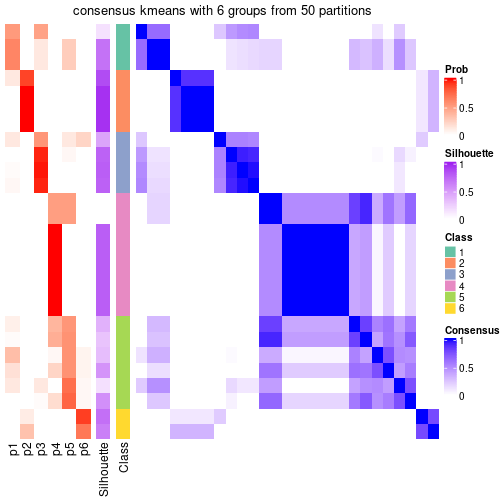 consensus kmeans with 6 groups from 50 partitions
Prob
1
0.5
0
Silhouette
1
0.5
0
Class
1
2
3
4
5
6
Consensus
1
0.5
0
p1
p2
p3
p4
p5
p6
Silhouette
Class